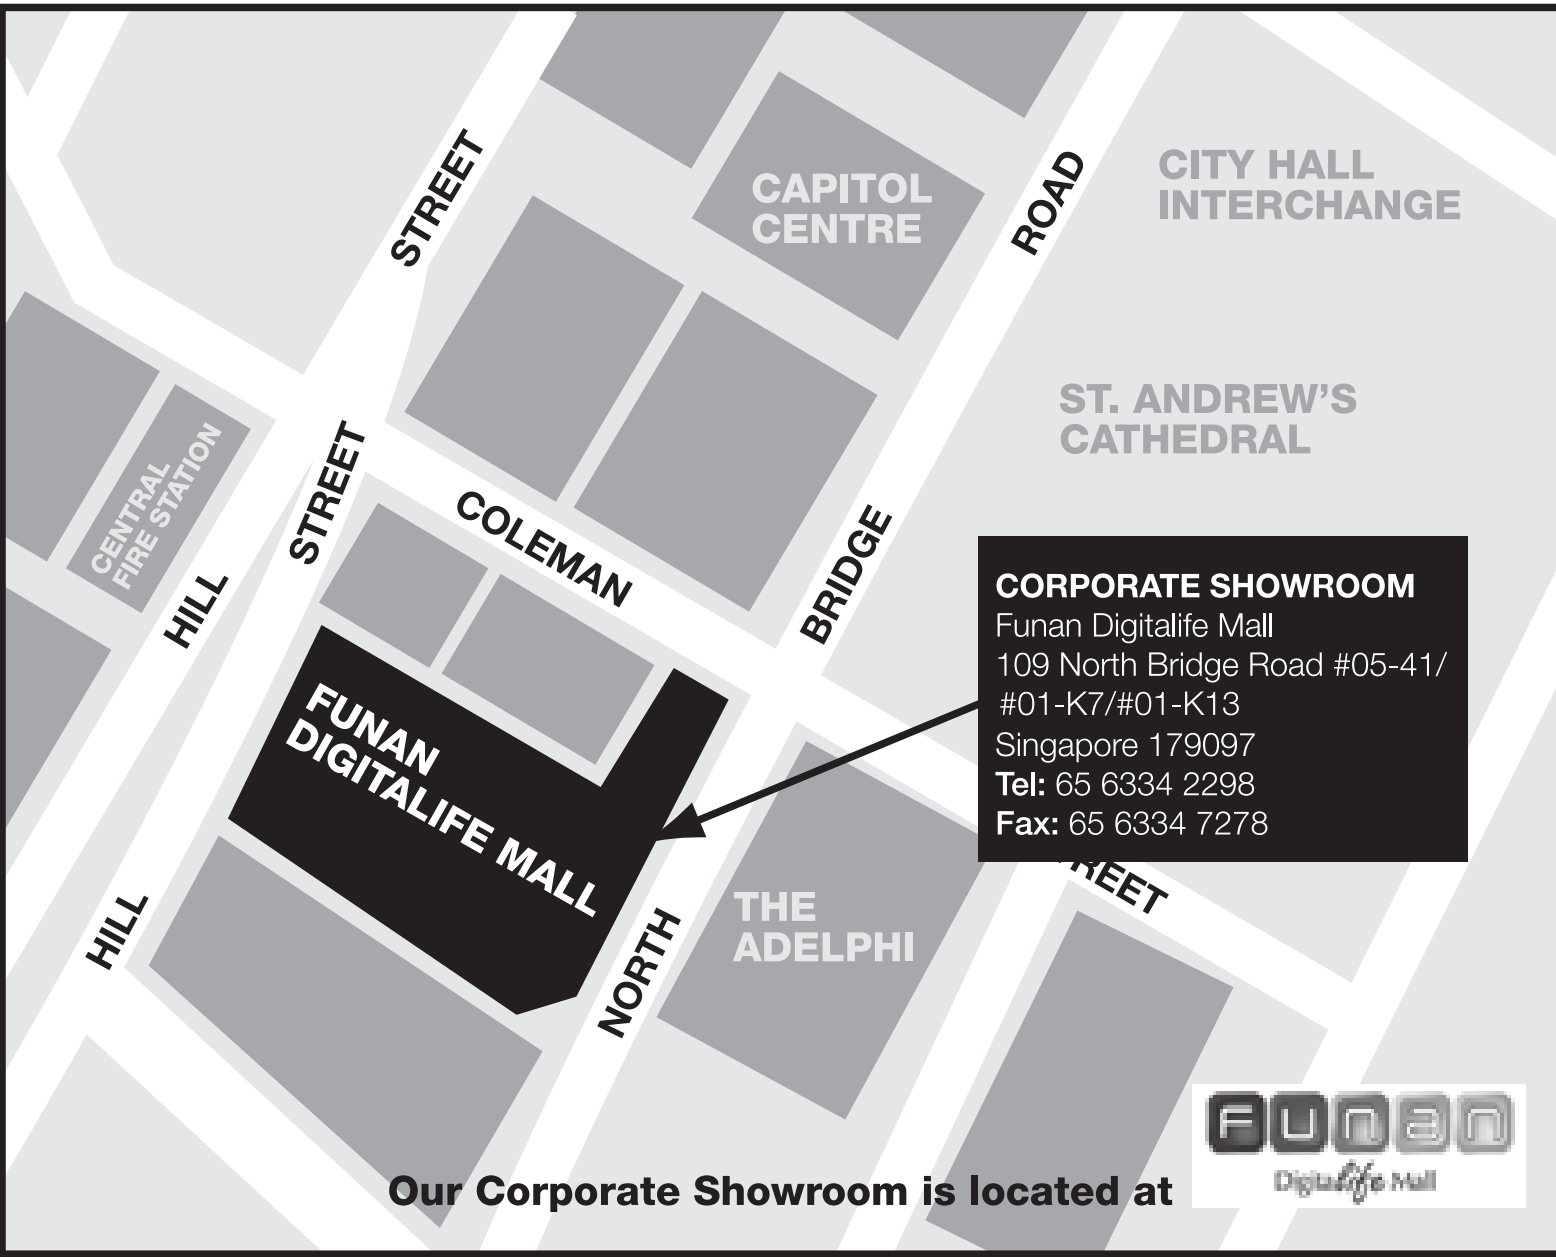 STREET
ROAD
CAPITOL
CENTRE
CITY HALL
INTERCHANGE
ST. ANDREW'S
CATHEDRAL
CENTRAL
FIRE STATION
HILL
STREET
COLEMAN
BRIDGE
CORPORATE SHOWROOM
Funan Digitalife Mall
109 North Bridge Road #05-41/
#01-K7/#01-K13
Singapore 179097
Tel: 65 6334 2298
Fax: 65 6334 7278
FUNAN
DIGITALIFE MALL
HILL
NORTH
THE
ADELPHI
REET
Our Corporate Showroom is located at
Funan
Digitalife Mall